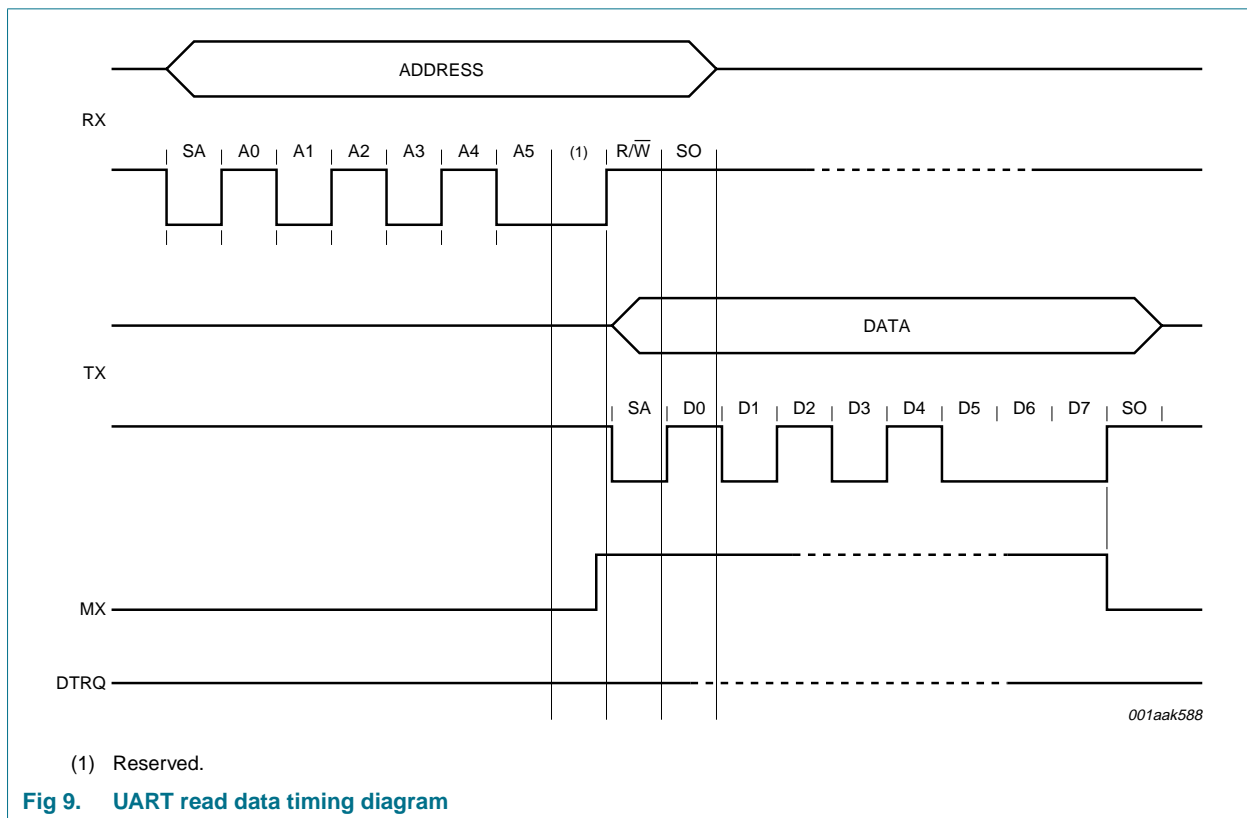 ADDRESS
RX
SA A0 A1 A2 A3 A4 A5 (1) R/W̅ SO
DATA
TX
SA D0 D1 D2 D3 D4 D5 D6 D7 SO
MX
DTRQ
001aak588
(1) Reserved.
Fig 9. UART read data timing diagram